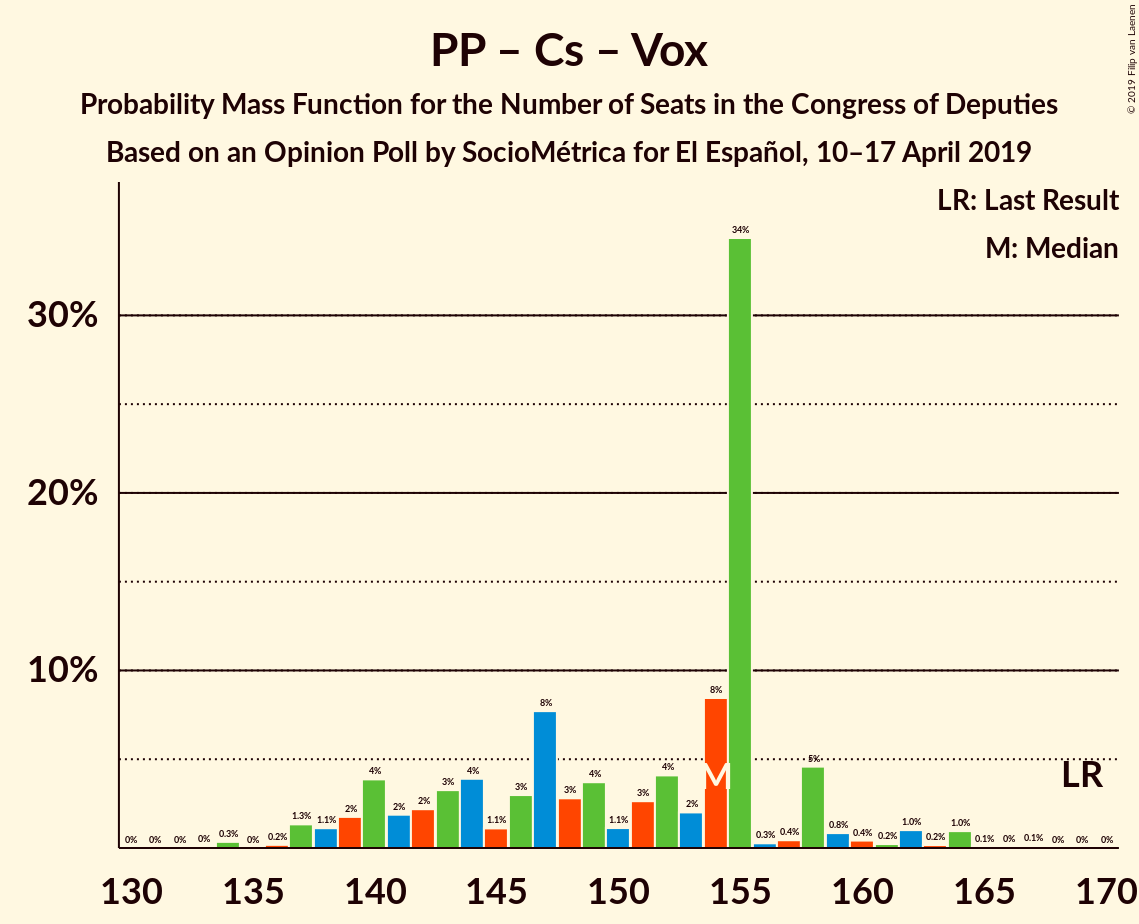 PP – Cs – Vox
Probability Mass Function for the Number of Seats in the Congress of Deputies
Based on an Opinion Poll by SocioMétrica for El Español, 10–17 April 2019
© 2019 Filip van Laenen
LR: Last Result
M: Median
30%
20%
10%
0% 0% 0% 0% 0.3% 0% 0.2% 1.3% 1.1% 2% 4% 2% 2% 3% 4% 1.1% 3% 8% 3% 4% 1.1% 3% 4% 2% 8% 34% 0.3% 0.4% 5% 0.8% 0.4% 0.2% 1.0% 0.2% 1.0% 0.1% 0% 0.1% 0% 0% 0%
M
LR
130 135 140 145 150 155 160 165 170